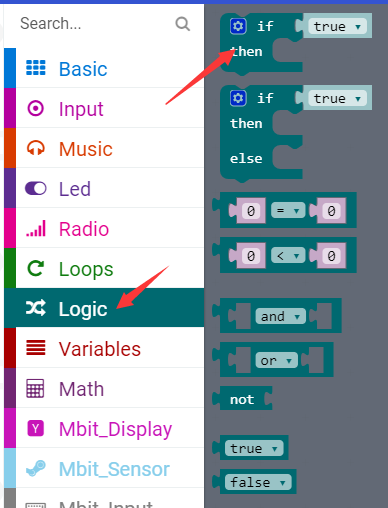 Search...
Basic
Input
Music
Led
Radio
Loops
Logic
Variables
Math
Mbit_Display
Mbit_Sensor
Mbit_Input
if true
then
if true
then
else
0 = 0
0 < 0
and
or
not
true
false